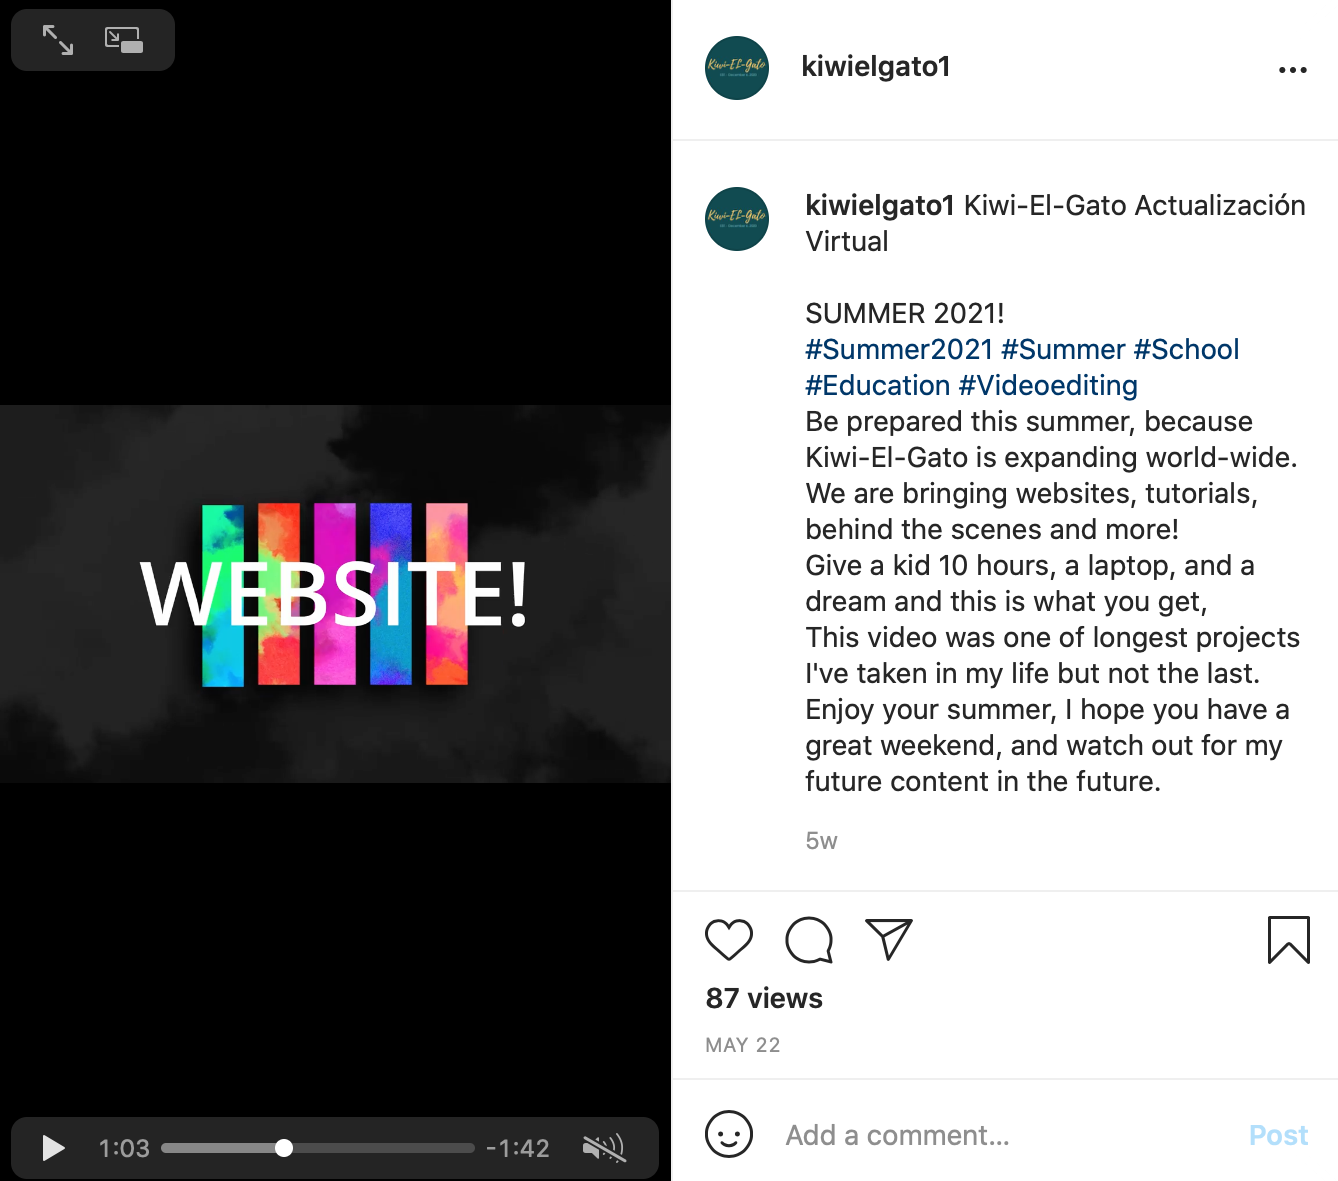 WEBSITE!
1:03
-1:42
Kiwi-El-Gato
kiwielgato1
Kiwi-El-Gato
kiwielgato1 Kiwi-El-Gato Actualización
Virtual
SUMMER 2021!
#Summer2021 #Summer #School
#Education #Videoediting
Be prepared this summer, because
Kiwi-El-Gato is expanding world-wide.
We are bringing websites, tutorials,
behind the scenes and more!
Give a kid 10 hours, a laptop, and a
dream and this is what you get,
This video was one of longest projects
I've taken in my life but not the last.
Enjoy your summer, I hope you have a
great weekend, and watch out for my
future content in the future.
5w
87 views
MAY 22
Add a comment...
Post